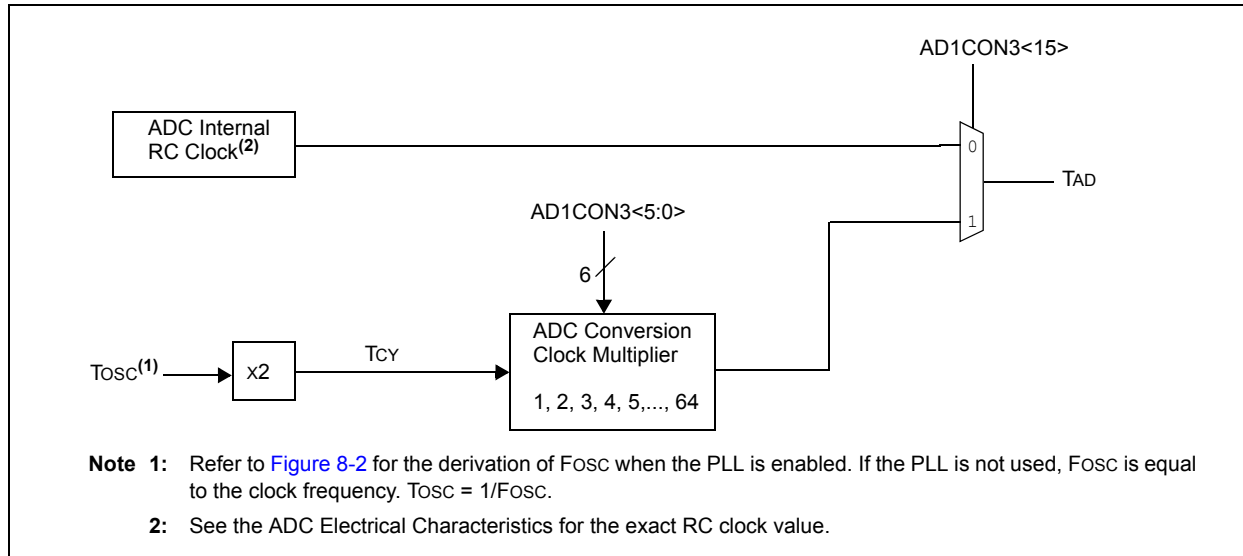 AD1CON3<15>
ADC Internal
RC Clock(2)
0
TAD
AD1CON3<5:0>
1
6
ADC Conversion
Clock Multiplier
TOSC(1)
X2
TCY
1, 2, 3, 4, 5,..., 64
Note 1: Refer to Figure 8-2 for the derivation of FOSC when the PLL is enabled. If the PLL is not used, FOSC is equal
to the clock frequency. TOSC = 1/FOSC.
2: See the ADC Electrical Characteristics for the exact RC clock value.